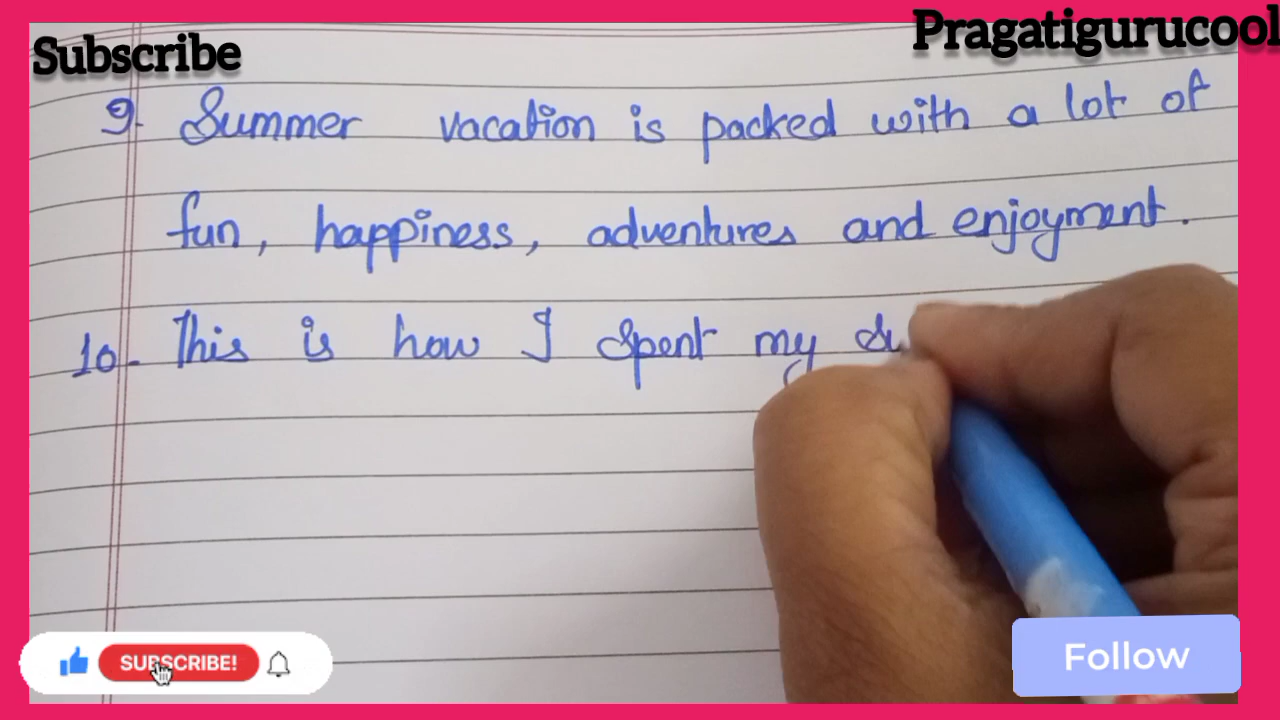 Subscribe
Pragatigurucool
9. Summer vacation is packed with a lot of
fun, happiness, adventures and enjoyment.
10. This is how I spent my su
SUBSCRIBE!
Follow